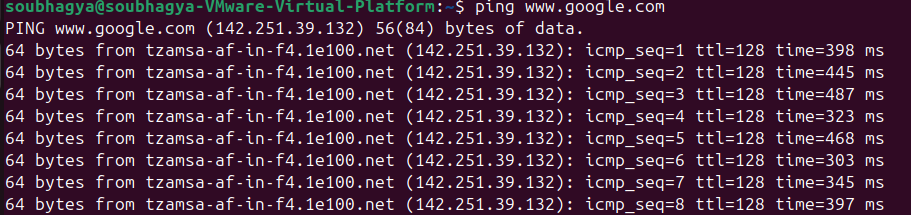 soubhagya@soubhagya-VMware-Virtual-Platform:~$ ping www.google.com
PING www.google.com (142.251.39.132) 56(84) bytes of data.
64 bytes from tzamsa-af-in-f4.1e100.net (142.251.39.132): icmp_seq=1 ttl=128 time=398 ms
64 bytes from tzamsa-af-in-f4.1e100.net (142.251.39.132): icmp_seq=2 ttl=128 time=445 ms
64 bytes from tzamsa-af-in-f4.1e100.net (142.251.39.132): icmp_seq=3 ttl=128 time=487 ms
64 bytes from tzamsa-af-in-f4.1e100.net (142.251.39.132): icmp_seq=4 ttl=128 time=323 ms
64 bytes from tzamsa-af-in-f4.1e100.net (142.251.39.132): icmp_seq=5 ttl=128 time=468 ms
64 bytes from tzamsa-af-in-f4.1e100.net (142.251.39.132): icmp_seq=6 ttl=128 time=303 ms
64 bytes from tzamsa-af-in-f4.1e100.net (142.251.39.132): icmp_seq=7 ttl=128 time=345 ms
64 bytes from tzamsa-af-in-f4.1e100.net (142.251.39.132): icmp_seq=8 ttl=128 time=397 ms